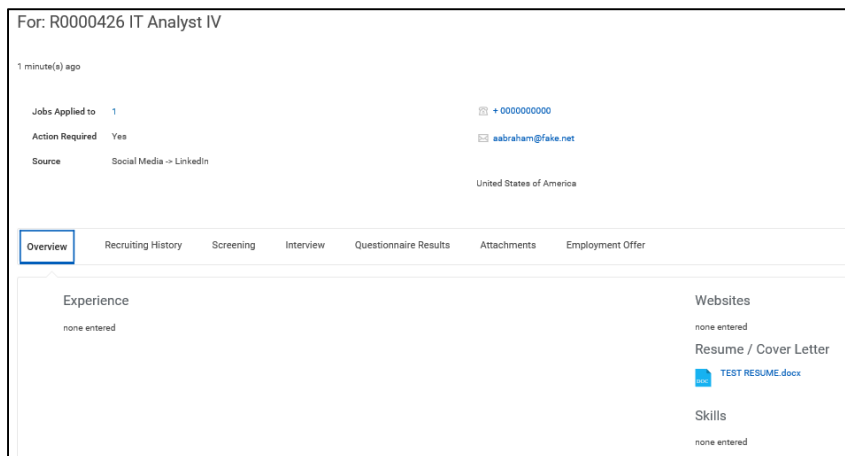 For: R0000426 IT Analyst IV
1 minute(s) ago
Jobs Applied to 1
Action Required Yes
Source Social Media -> LinkedIn
+ 0000000000
aabraham@fake.net
United States of America
Overview Recruiting History Screening Interview Questionnaire Results Attachments Employment Offer
Experience
none entered
Websites
none entered
Resume / Cover Letter
DOCX TEST RESUME.docx
Skills
none entered